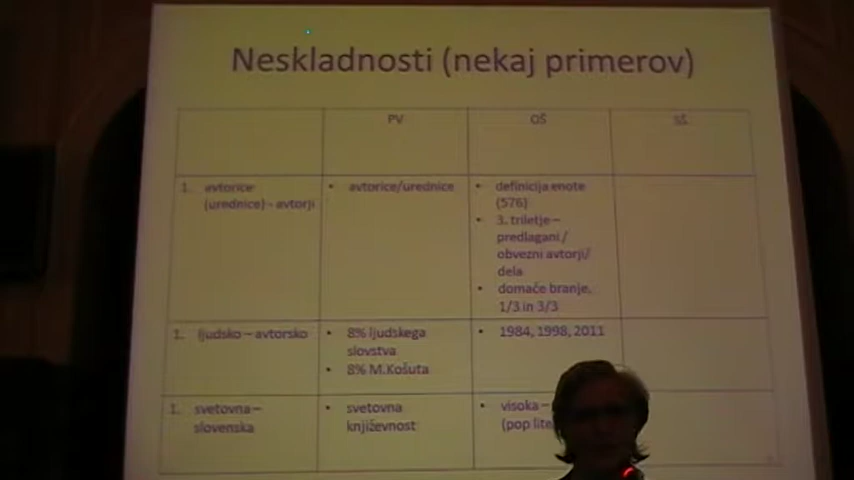 Neskladnosti (nekaj primerov)
PV
OŠ
SŠ
1. avtorice
(urednice) - avtorji
• avtorice/urednice
• definicija enote
(576)
• 3. triletje –
predlagani /
obvezni avtorji/
dela
• domače branje,
1/3 in 3/3
1. ljudsko – avtorsko
• 8% ljudskega
slovstva
• 8% M.Košuta
• 1984, 1998, 2011
1. svetovna –
slovenska
• svetovna
književnost
• visoka –
(pop lite